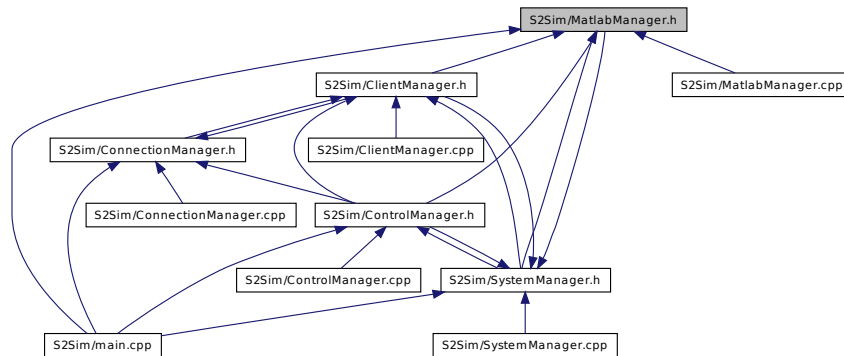 S2Sim/MatlabManager.h
S2Sim/ClientManager.h
S2Sim/MatlabManager.cpp
S2Sim/ConnectionManager.h
S2Sim/ClientManager.cpp
S2Sim/ConnectionManager.cpp
S2Sim/ControlManager.h
S2Sim/ControlManager.cpp
S2Sim/SystemManager.h
S2Sim/main.cpp
S2Sim/SystemManager.cpp